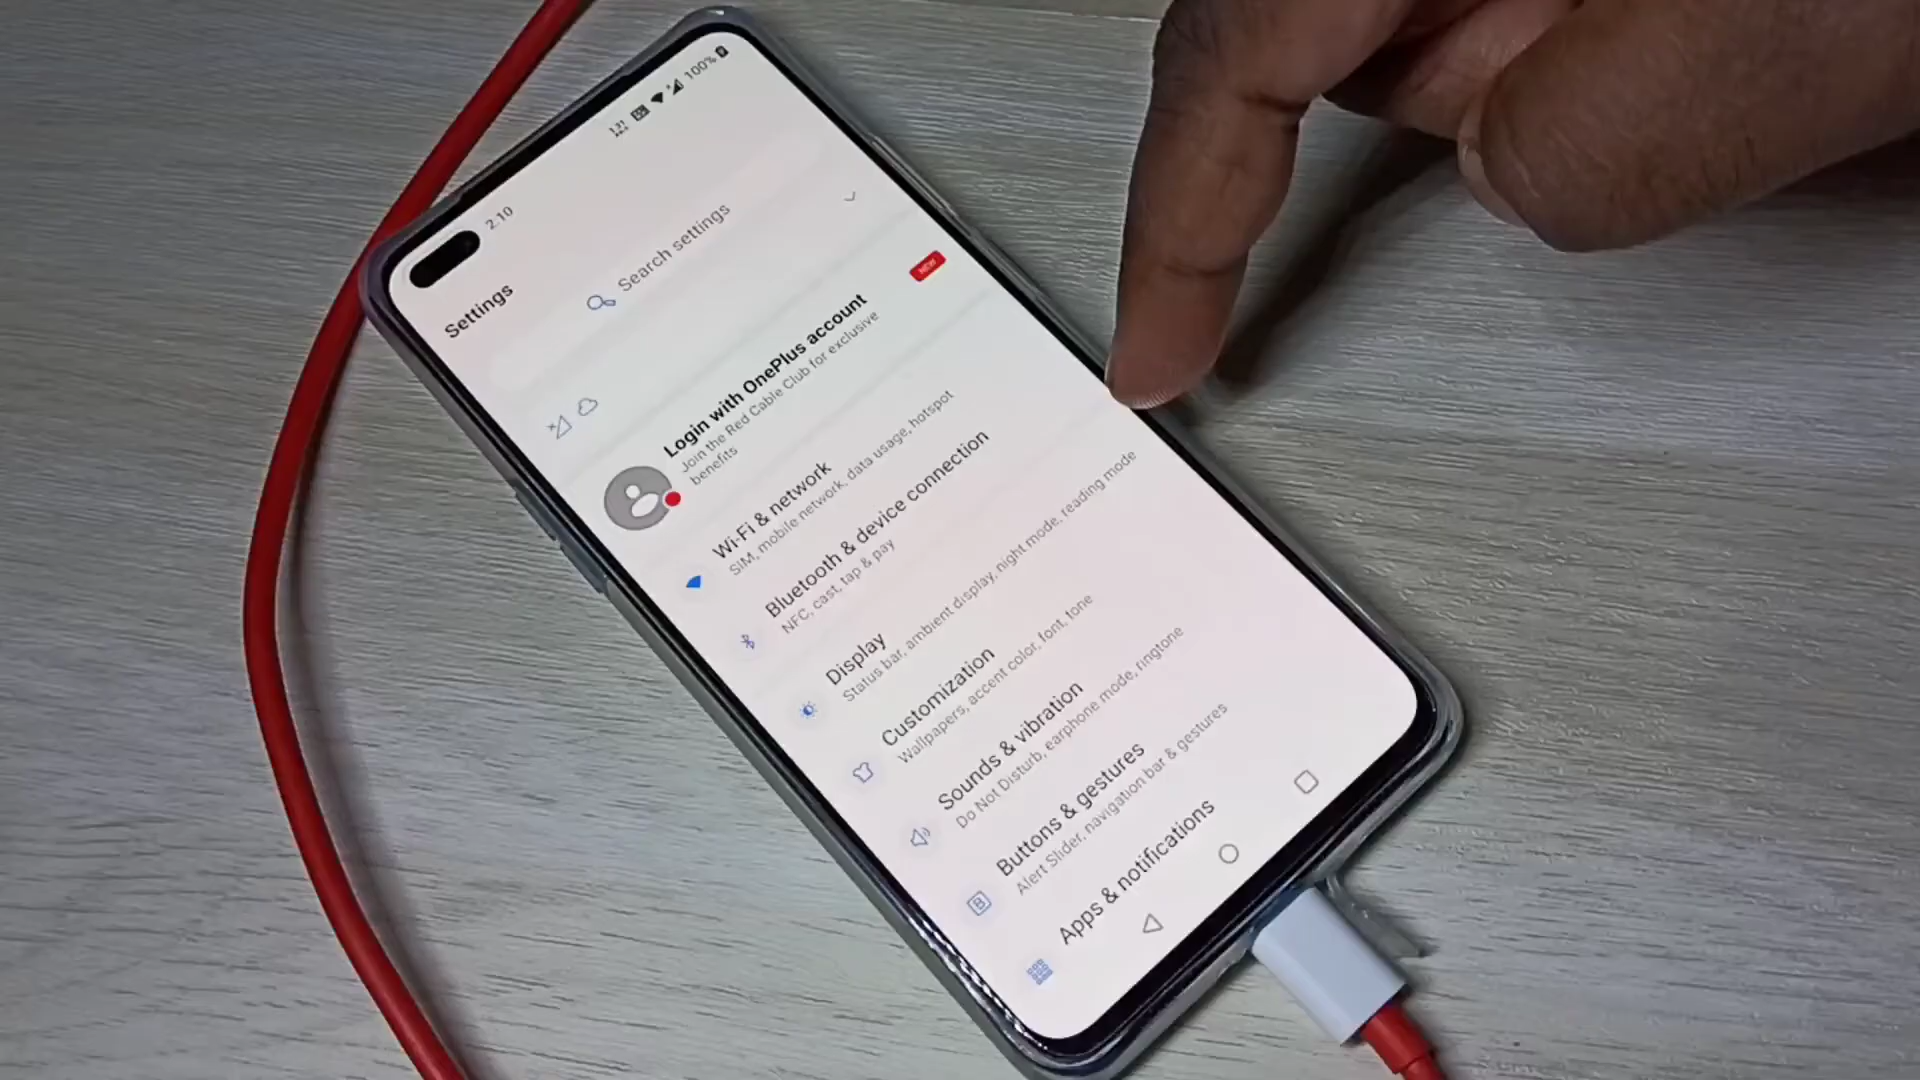 2:10
100%
Settings
Search settings
NEW
Login with OnePlus account
Join the Red Cable Club for exclusive
benefits
Wi-Fi & network
SIM, mobile network, data usage, hotspot
Bluetooth & device connection
NFC, cast, tap & pay
Display
Status bar, ambient display, night mode, reading mode
Customization
Wallpapers, accent color, font, tone
Sounds & vibration
Do Not Disturb, earphone mode, ringtone
Buttons & gestures
Alert Slider, navigation bar & gestures
Apps & notifications